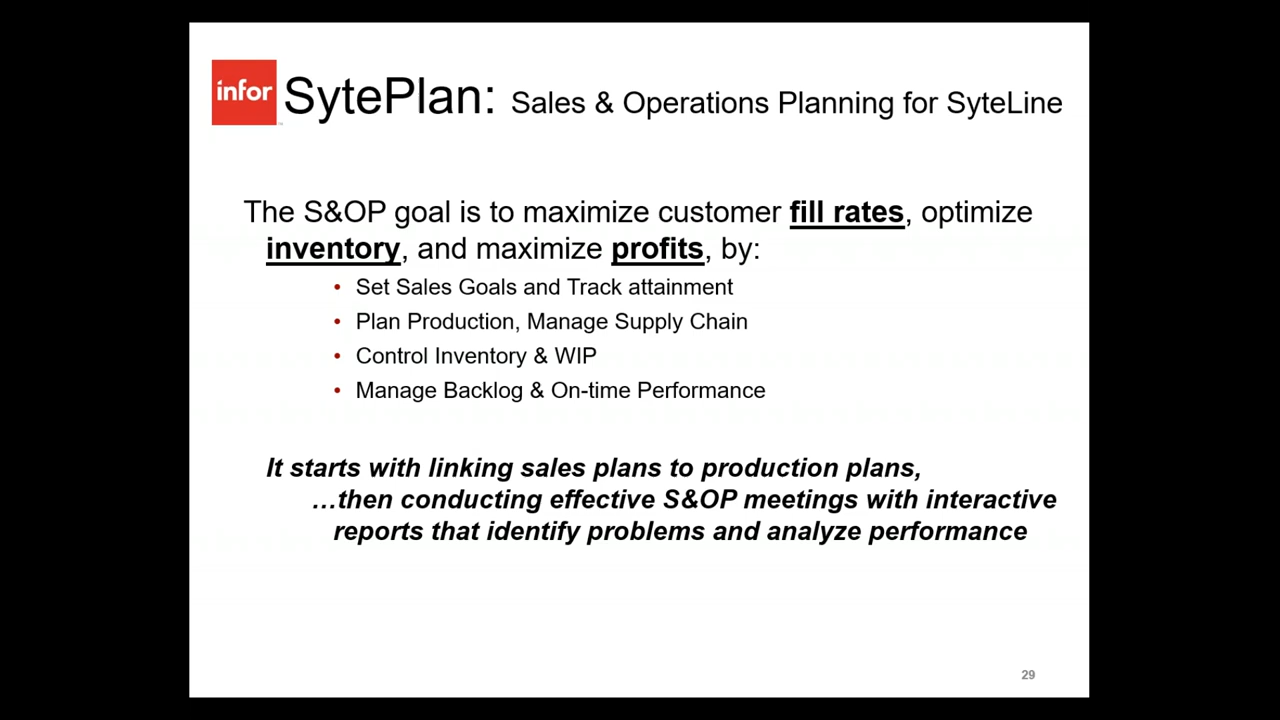 infor SytePlan: Sales & Operations Planning for SyteLine
The S&OP goal is to maximize customer fill rates, optimize
inventory, and maximize profits, by:
• Set Sales Goals and Track attainment
• Plan Production, Manage Supply Chain
• Control Inventory & WIP
• Manage Backlog & On-time Performance
It starts with linking sales plans to production plans,
…then conducting effective S&OP meetings with interactive
reports that identify problems and analyze performance
29